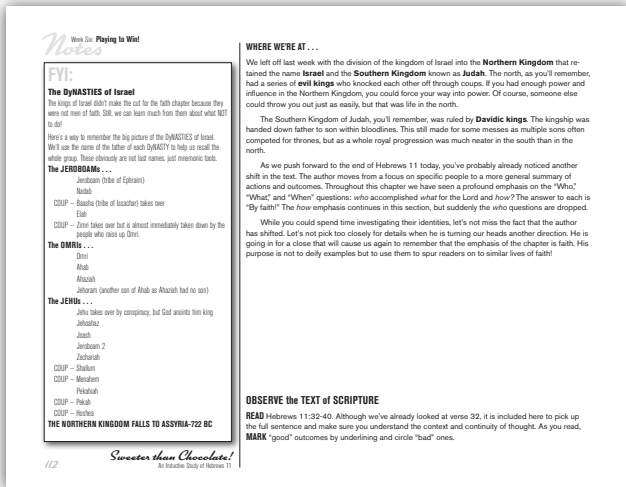 Week Six: Playing to Win!
Notes
FYI:
The DyNASTIES of Israel
The kings of Israel didn't make the cut for the faith chapter because they
were not men of faith. Still, we can learn much from them about what NOT
to do!
Here's a way to remember the big picture of the DyNASTIES of Israel.
We'll use the name of the father of each DyNASTY to help us recall the
whole group. These obviously are not last names, just mnemonic tools.
The JEROBOAMs . . .
Jeroboam (tribe of Ephraim)
Nadab
COUP – Baasha (tribe of Issachar) takes over
Elah
COUP – Zimri takes over but is almost immediately taken down by the
people who raise up Omri.
The OMRIs . . .
Omri
Ahab
Ahaziah
Jehoram (another son of Ahab as Ahaziah had no son)
The JEHUs . . .
Jehu takes over by conspiracy, but God anoints him king
Jehoahaz
Joash
Jeroboam 2
Zechariah
COUP – Shallum
COUP – Menahem
Pekahiah
COUP – Pekah
COUP – Hoshea
THE NORTHERN KINGDOM FALLS TO ASSYRIA-722 BC
WHERE WE'RE AT . . .
We left off last week with the division of the kingdom of Israel into the Northern Kingdom that re-
tained the name Israel and the Southern Kingdom known as Judah. The north, as you'll remember,
had a series of evil kings who knocked each other off through coups. If you had enough power and
influence in the Northern Kingdom, you could force your way into power. Of course, someone else
could throw you out just as easily, but that was life in the north.
The Southern Kingdom of Judah, you'll remember, was ruled by Davidic kings. The kingship was
handed down father to son within bloodlines. This still made for some messes as multiple sons often
competed for thrones, but as a whole royal progression was much neater in the south than in the
north.
As we push forward to the end of Hebrews 11 today, you've probably already noticed another
shift in the text. The author moves from a focus on specific people to a more general summary of
actions and outcomes. Throughout this chapter we have seen a profound emphasis on the "Who,"
"What," and "When" questions: who accomplished what for the Lord and how? The answer to each is
"By faith!" The how emphasis continues in this section, but suddenly the who questions are dropped.
While you could spend time investigating their identities, let's not miss the fact that the author
has shifted. Let's not pick too closely for details when he is turning our heads another direction. He is
going in for a close that will cause us again to remember that the emphasis of the chapter is faith. His
purpose is not to deify examples but to use them to spur readers on to similar lives of faith!
OBSERVE the TEXT of SCRIPTURE
READ Hebrews 11:32-40. Although we've already looked at verse 32, it is included here to pick up
the full sentence and make sure you understand the context and continuity of thought. As you read,
MARK "good" outcomes by underlining and circle "bad" ones.
112
Sweeter than Chocolate!
An Inductive Study of Hebrews 11